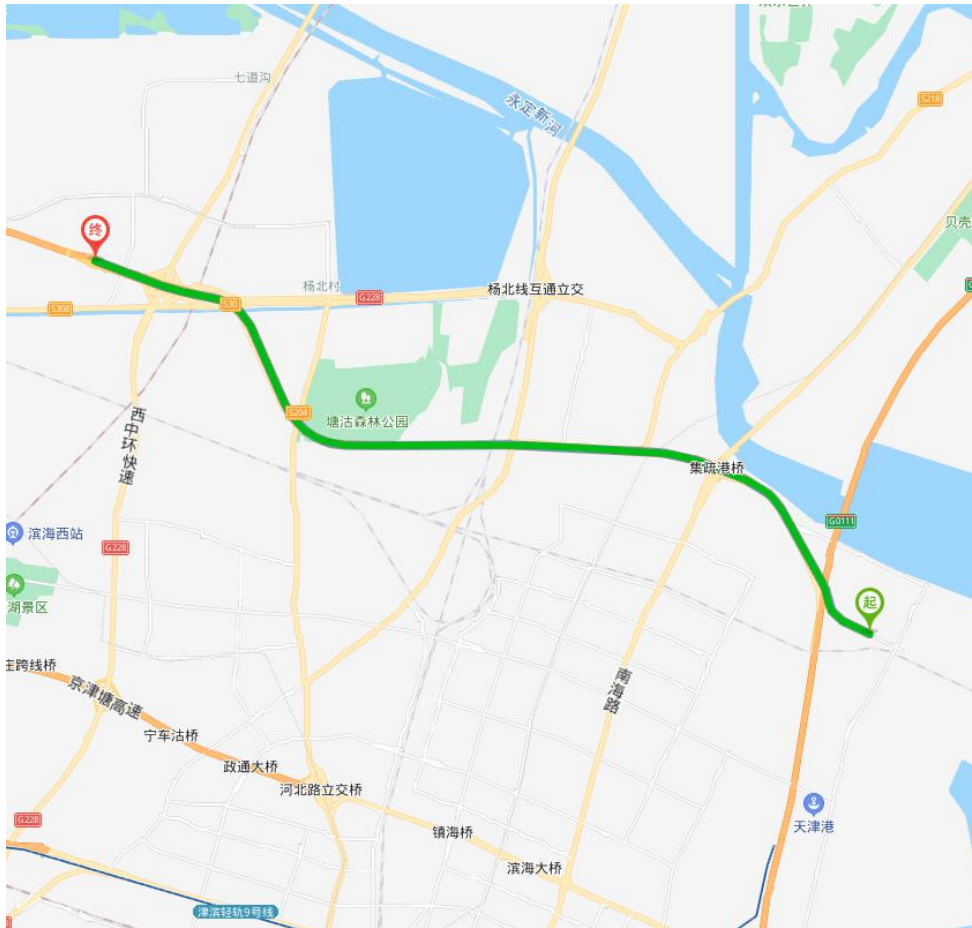 七道沟
永定新河
S218
贝壳
终
杨北村
G228
杨北线互通立交
S30
S308
S204
塘沽森林公园
西中环快速
集疏港桥
G0111
滨海西站
G228
湖景区
起
庄跨线桥
京津塘高速
南海路
宁车沽桥
政通大桥
河北路立交桥
天津港
G228
镇海桥
滨海大桥
津滨轻轨9号线